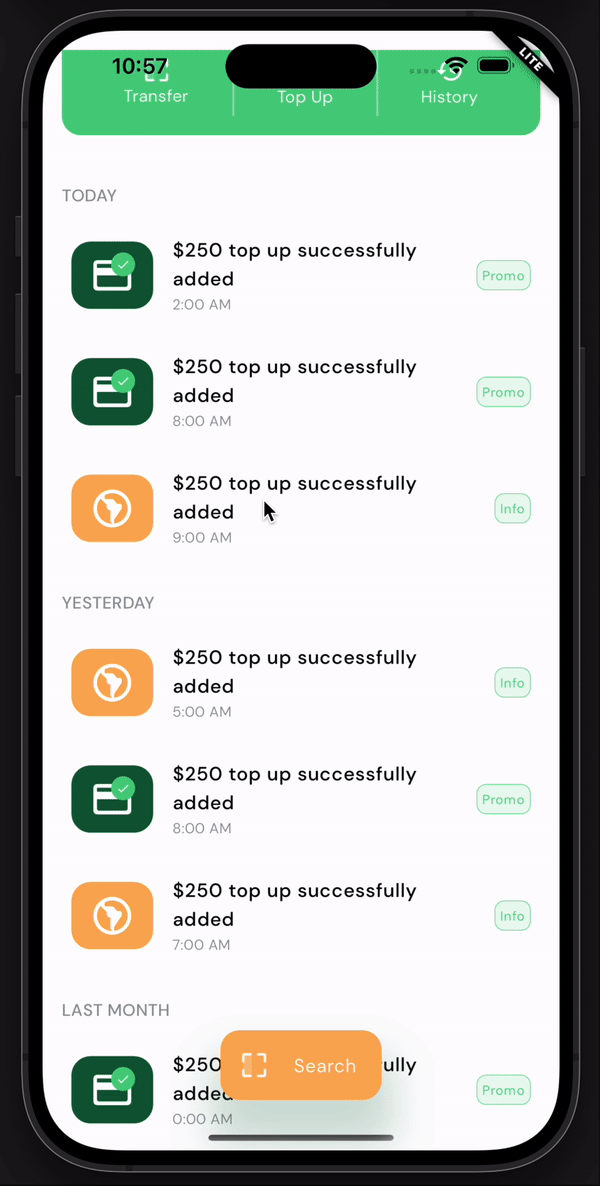 10:57
LITE
Transfer
Top Up
History
TODAY
$250 top up successfully
added
2:00 AM
Promo
$250 top up successfully
added
8:00 AM
Promo
$250 top up successfully
added
9:00 AM
Info
YESTERDAY
$250 top up successfully
added
5:00 AM
Info
$250 top up successfully
added
8:00 AM
Promo
$250 top up successfully
added
7:00 AM
Info
LAST MONTH
$250
fully
added
0:00 AM
Promo
Search